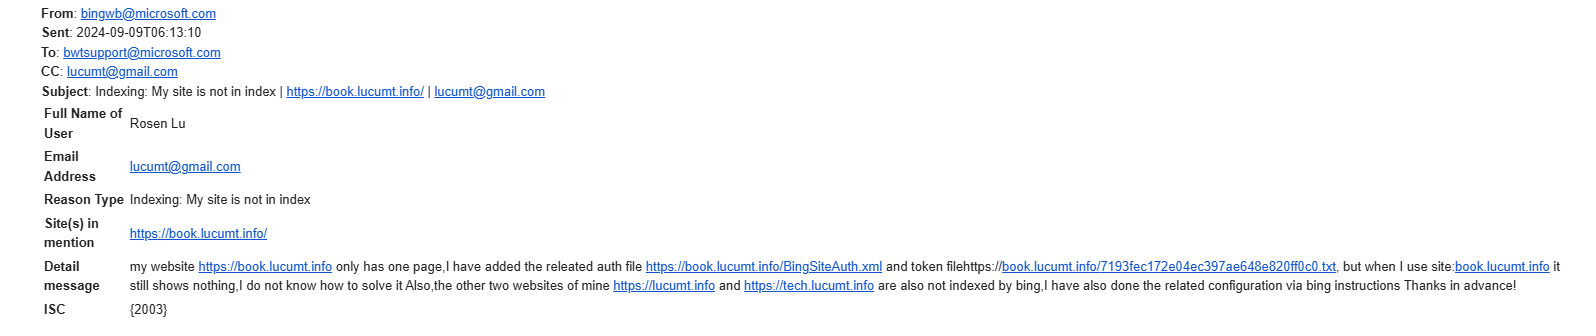 From: bingwb@microsoft.com
Sent: 2024-09-09T06:13:10
To: bwtsupport@microsoft.com
CC: lucumt@gmail.com
Subject: Indexing: My site is not in index | https://book.lucumt.info/ | lucumt@gmail.com
Full Name of User Rosen Lu
Email Address lucumt@gmail.com
Reason Type Indexing: My site is not in index
Site(s) in mention https://book.lucumt.info/
Detail message my website https://book.lucumt.info only has one page,I have added the releated auth file https://book.lucumt.info/BingSiteAuth.xml and token filehttps://book.lucumt.info/7193fec172e04ec397ae648e820ff0c0.txt, but when I use site:book.lucumt.info it
still shows nothing,I do not know how to solve it Also,the other two websites of mine https://lucumt.info and https://tech.lucumt.info are also not indexed by bing,I have also done the related configuration via bing instructions Thanks in advance!
ISC {2003}